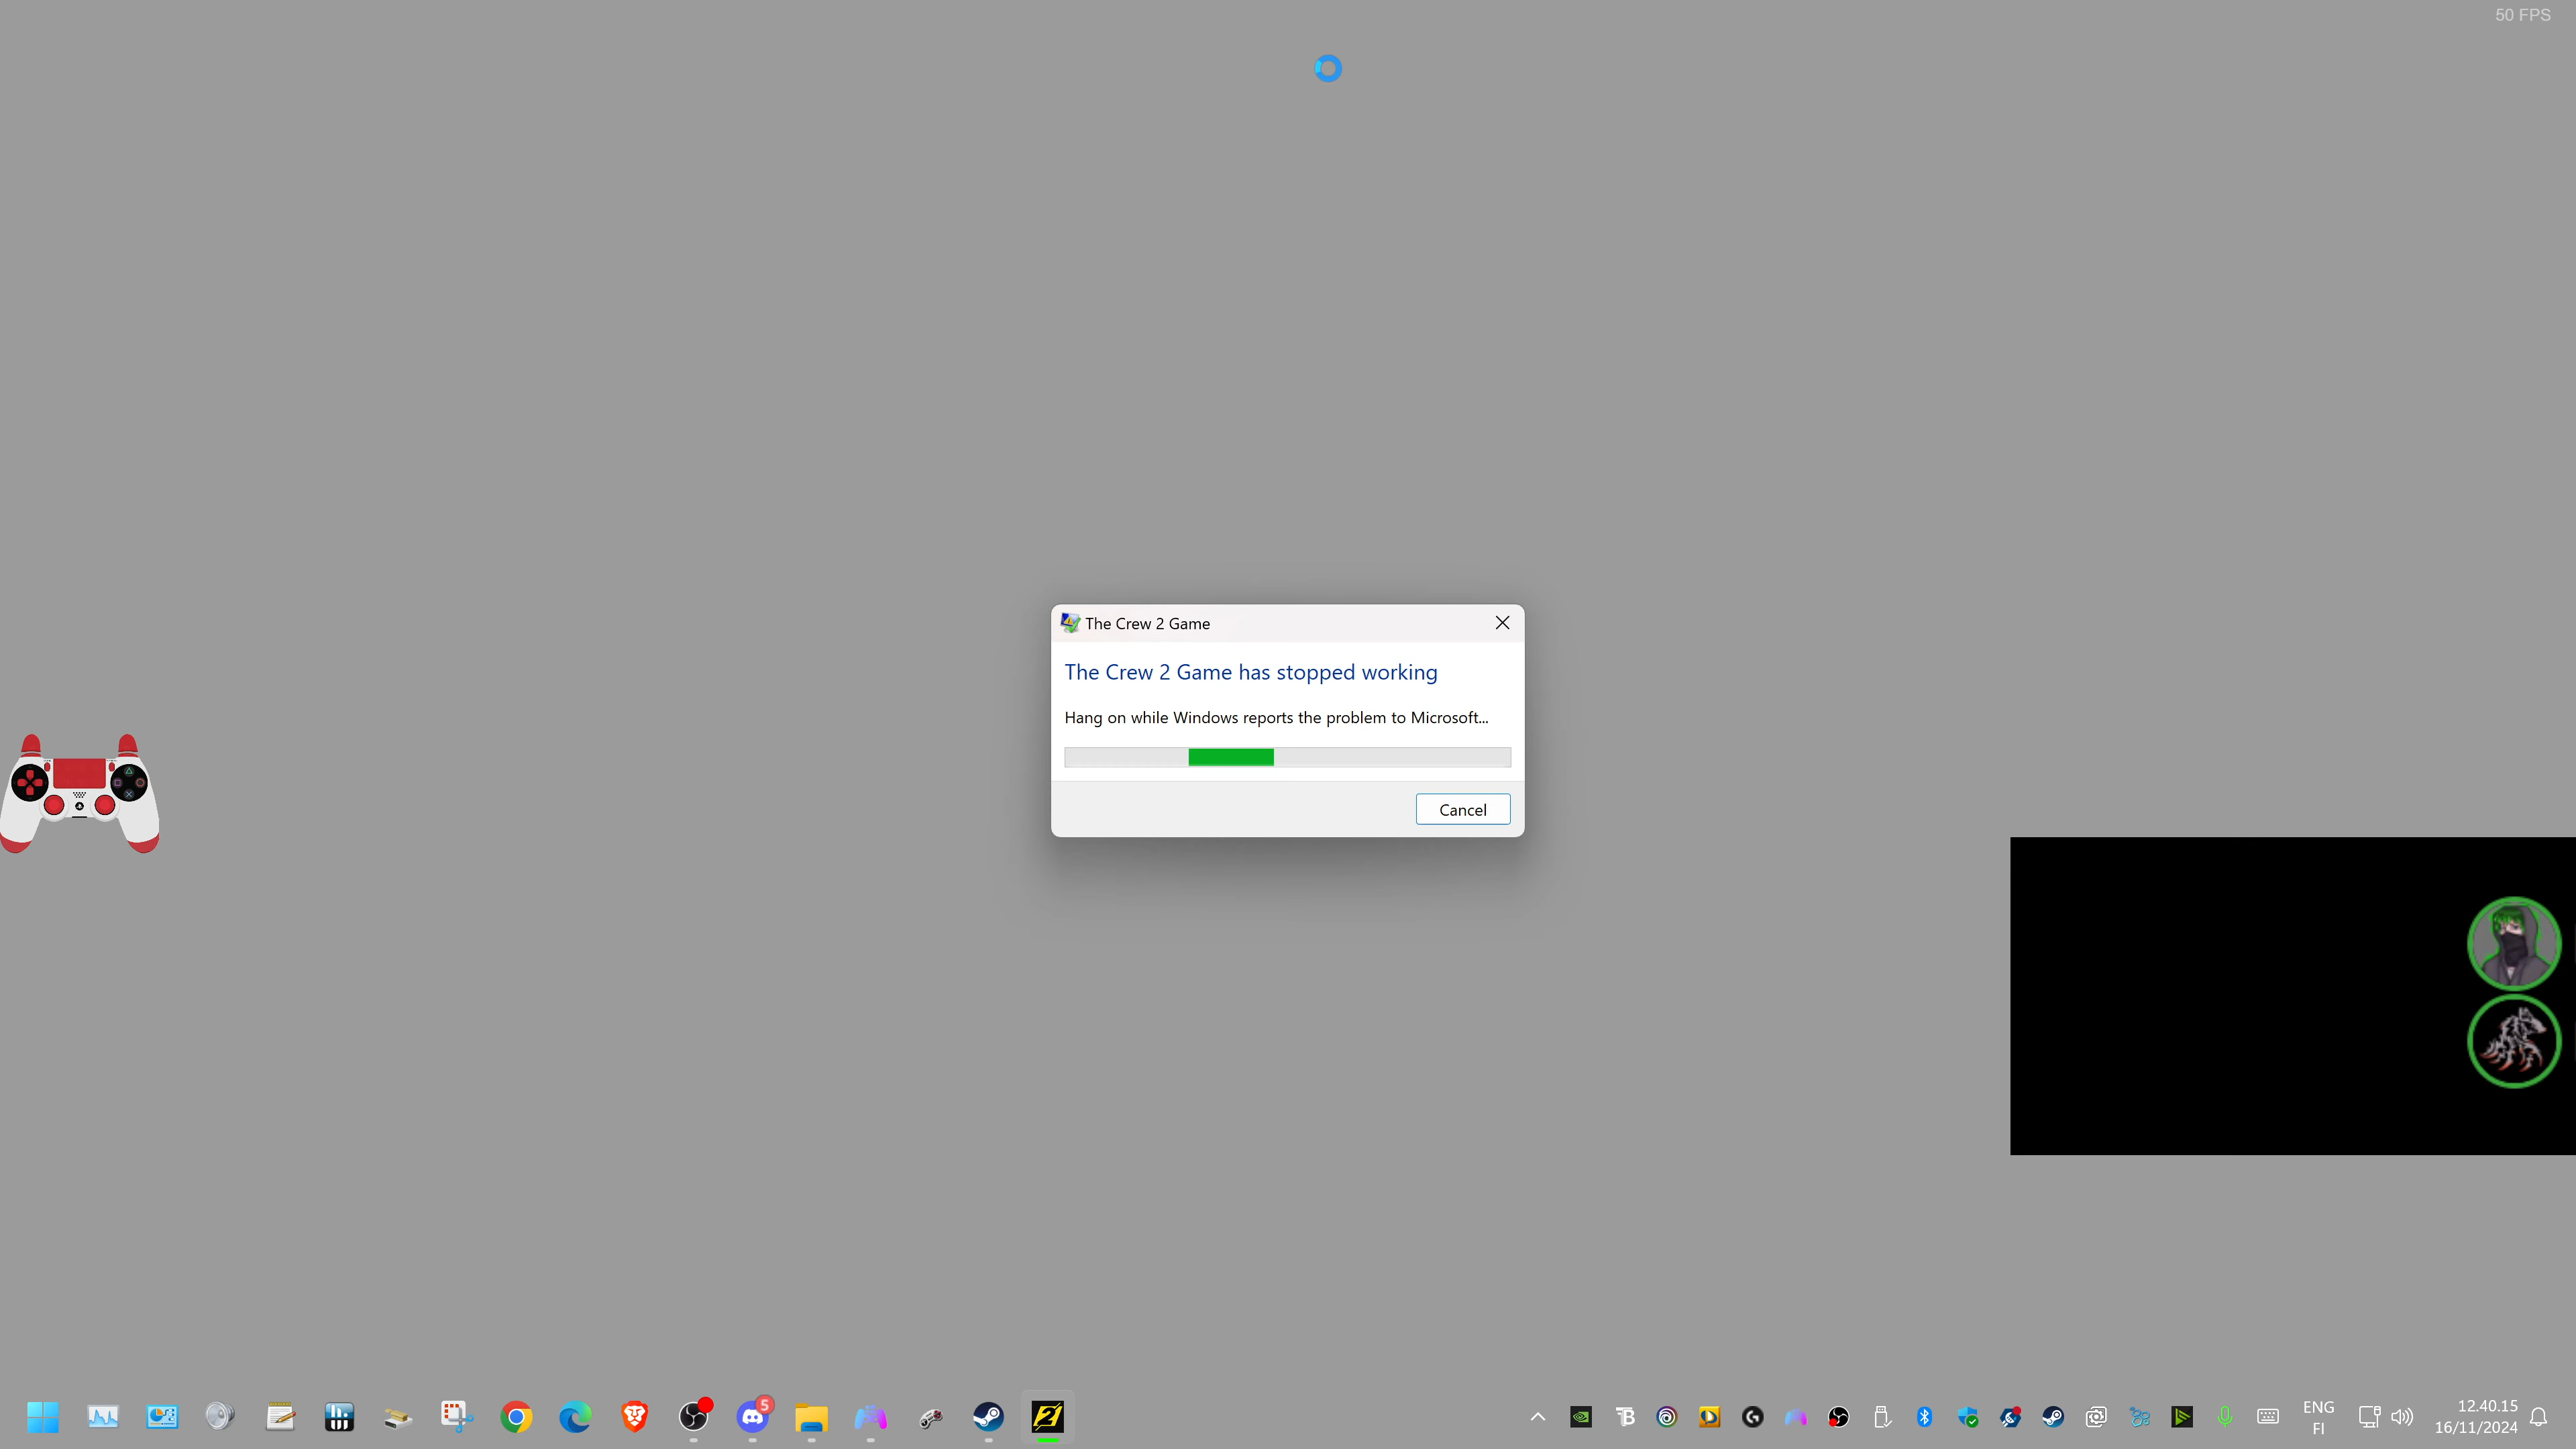 50 FPS
The Crew 2 Game
The Crew 2 Game has stopped working
Hang on while Windows reports the problem to Microsoft...
Cancel
5
ENG
FI
12.40.15
16/11/2024